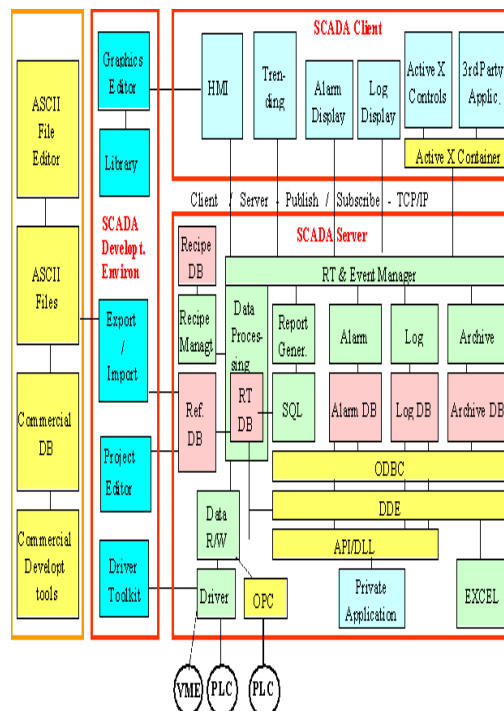 SCADA Client
Graphics
Editor
HMI
Tren-
ding
Alarm
Display
Log
Display
Active X
Controls
3rd Party
Applic.
Active X Container
ASCII
File
Editor
Library
Client / Server - Publish / Subscribe - TCP/IP
SCADA
Developt.
Environ
SCADA Server
Recipe
DB
RT & Event Manager
ASCII
Files
Export
/
Import
Recipe
Managt
Data
Proces-
sing
Report
Gener.
Alarm
Log
Archive
Ref.
DB
RT
DB
SQL
Alarm DB
Log DB
Archive DB
Commercial
DB
Project
Editor
ODBC
DDE
API/DLL
Data
R/W
Commercial
Developt
tools
Driver
Toolkit
Driver
OPC
Private
Application
EXCEL
VME
PLC
PLC